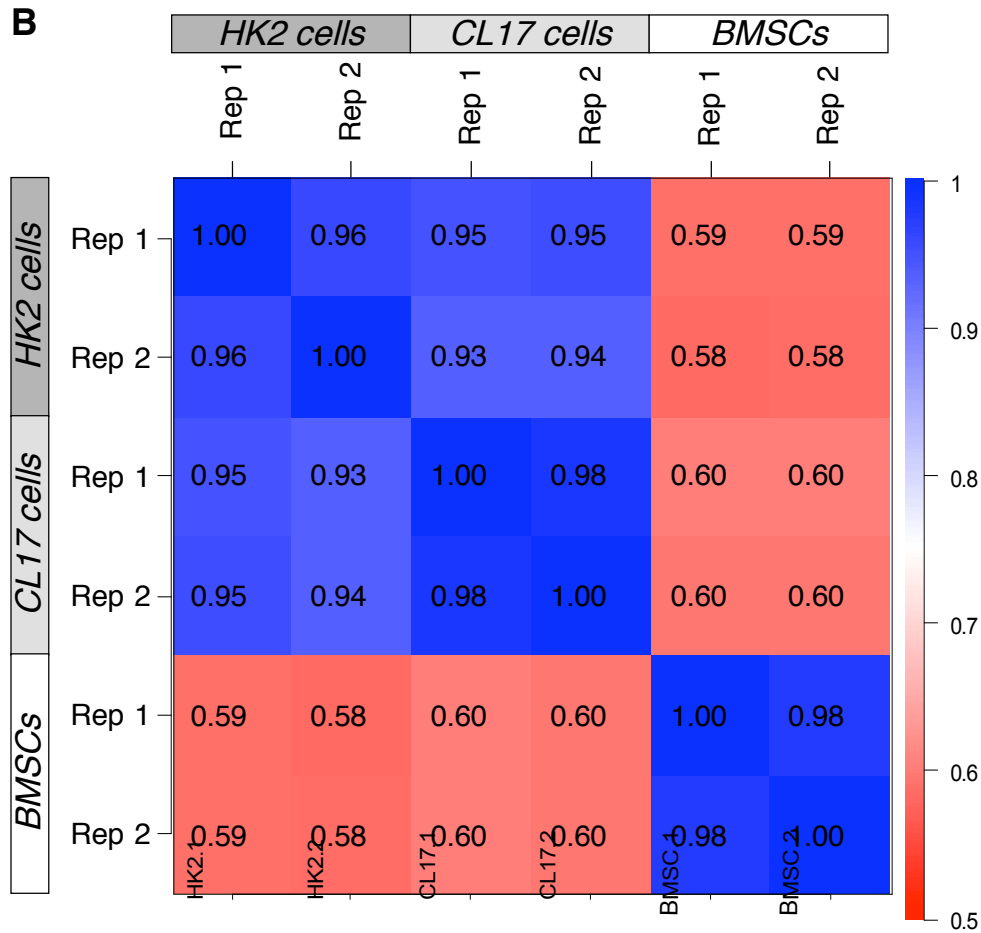 B
HK2 cells CL17 cells BMSCs
Rep 1 Rep 2 Rep 1 Rep 2 Rep 1 Rep 2
HK2 cells
CL17 cells
BMSCs
Rep 1 1.00 0.96 0.95 0.95 0.59 0.59
Rep 2 0.96 1.00 0.93 0.94 0.58 0.58
Rep 1 0.95 0.93 1.00 0.98 0.60 0.60
Rep 2 0.95 0.94 0.98 1.00 0.60 0.60
Rep 1 0.59 0.58 0.60 0.60 1.00 0.98
Rep 2 0.59 0.58 0.60 0.60 0.98 1.00
HK2.1 HK2.2 CL17.1 CL17.2 BMSC.1 BMSC.2
1
0.9
0.8
0.7
0.6
0.5